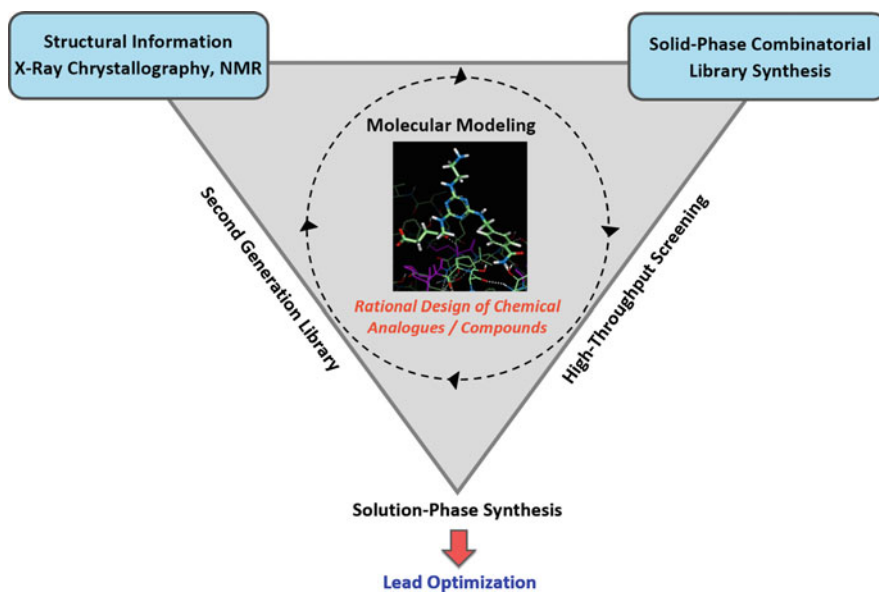 Structural Information
X-Ray Chrystallography, NMR
Solid-Phase Combinatorial
Library Synthesis
Molecular Modeling
Second Generation Library
High-Throughput Screening
Rational Design of Chemical
Analogues / Compounds
Solution-Phase Synthesis
Lead Optimization